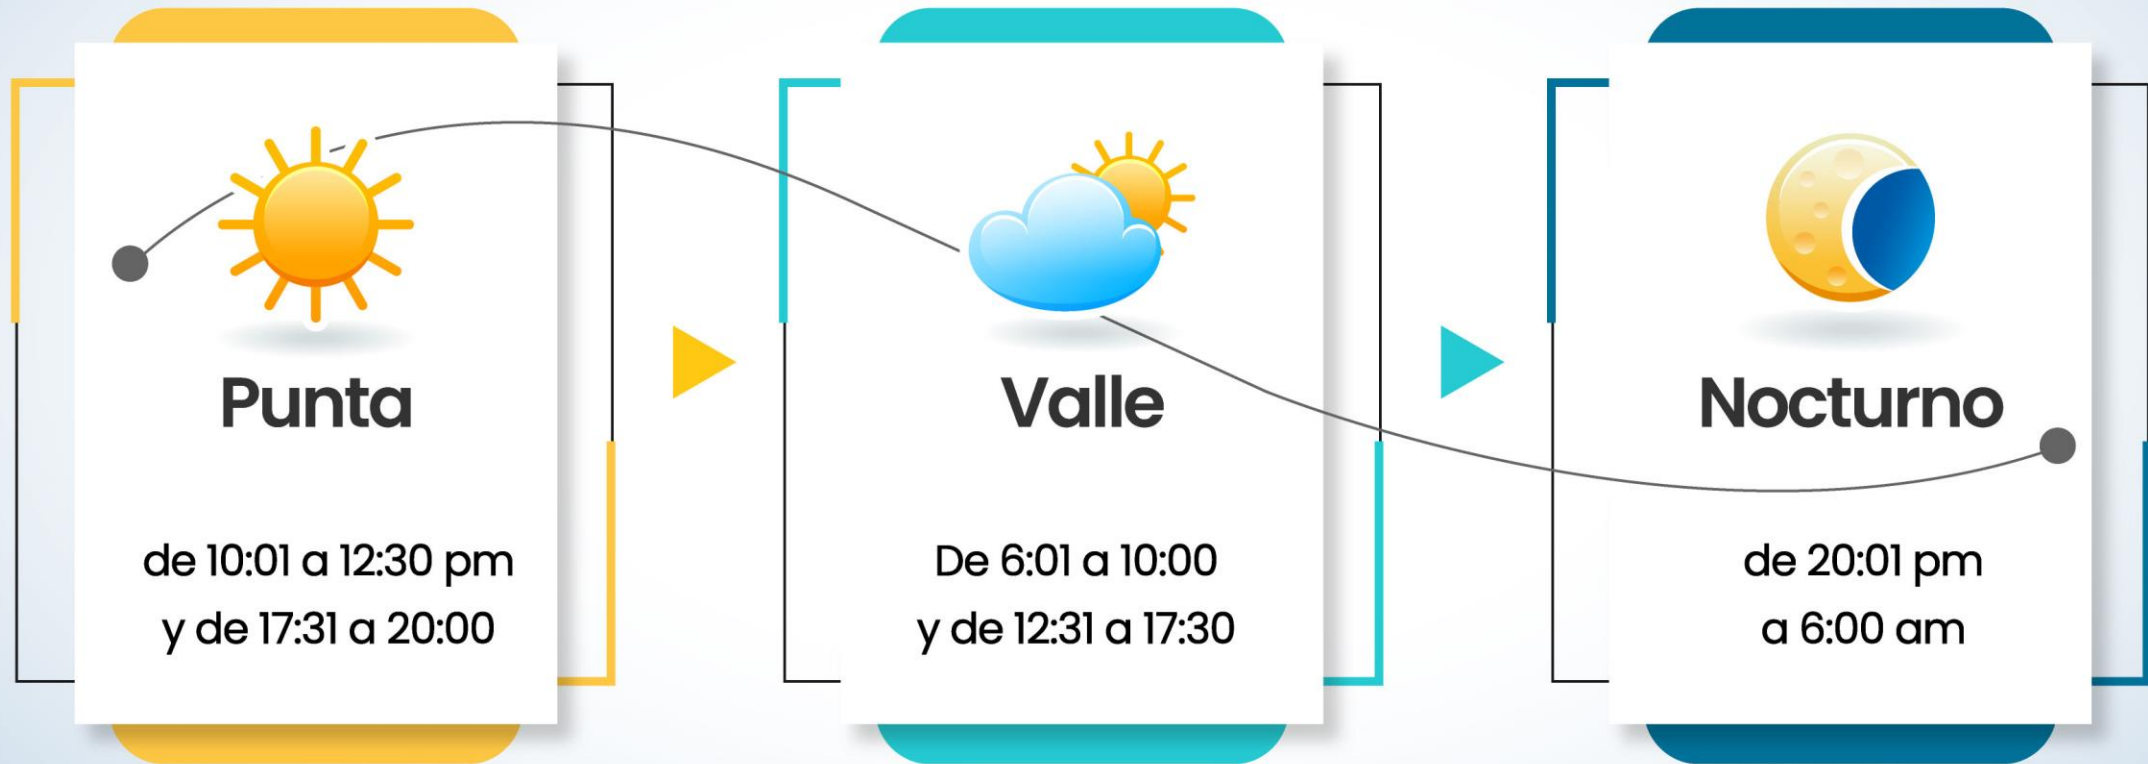 Punta
de 10:01 a 12:30 pm
y de 17:31 a 20:00
Valle
De 6:01 a 10:00
y de 12:31 a 17:30
Nocturno
de 20:01 pm
a 6:00 am